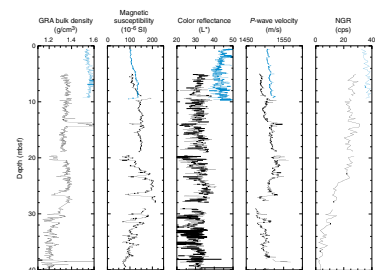 GRA bulk density
(g/cm³)
1.2 1.4 1.6
Magnetic
susceptibility
(10⁻⁶ SI)
100 200
Color reflectance
(L*)
20 30 40 50
P-wave velocity
(m/s)
1450 1550
NGR
(cps)
0 20 40
Depth (mbsf)
0
10
20
30
40